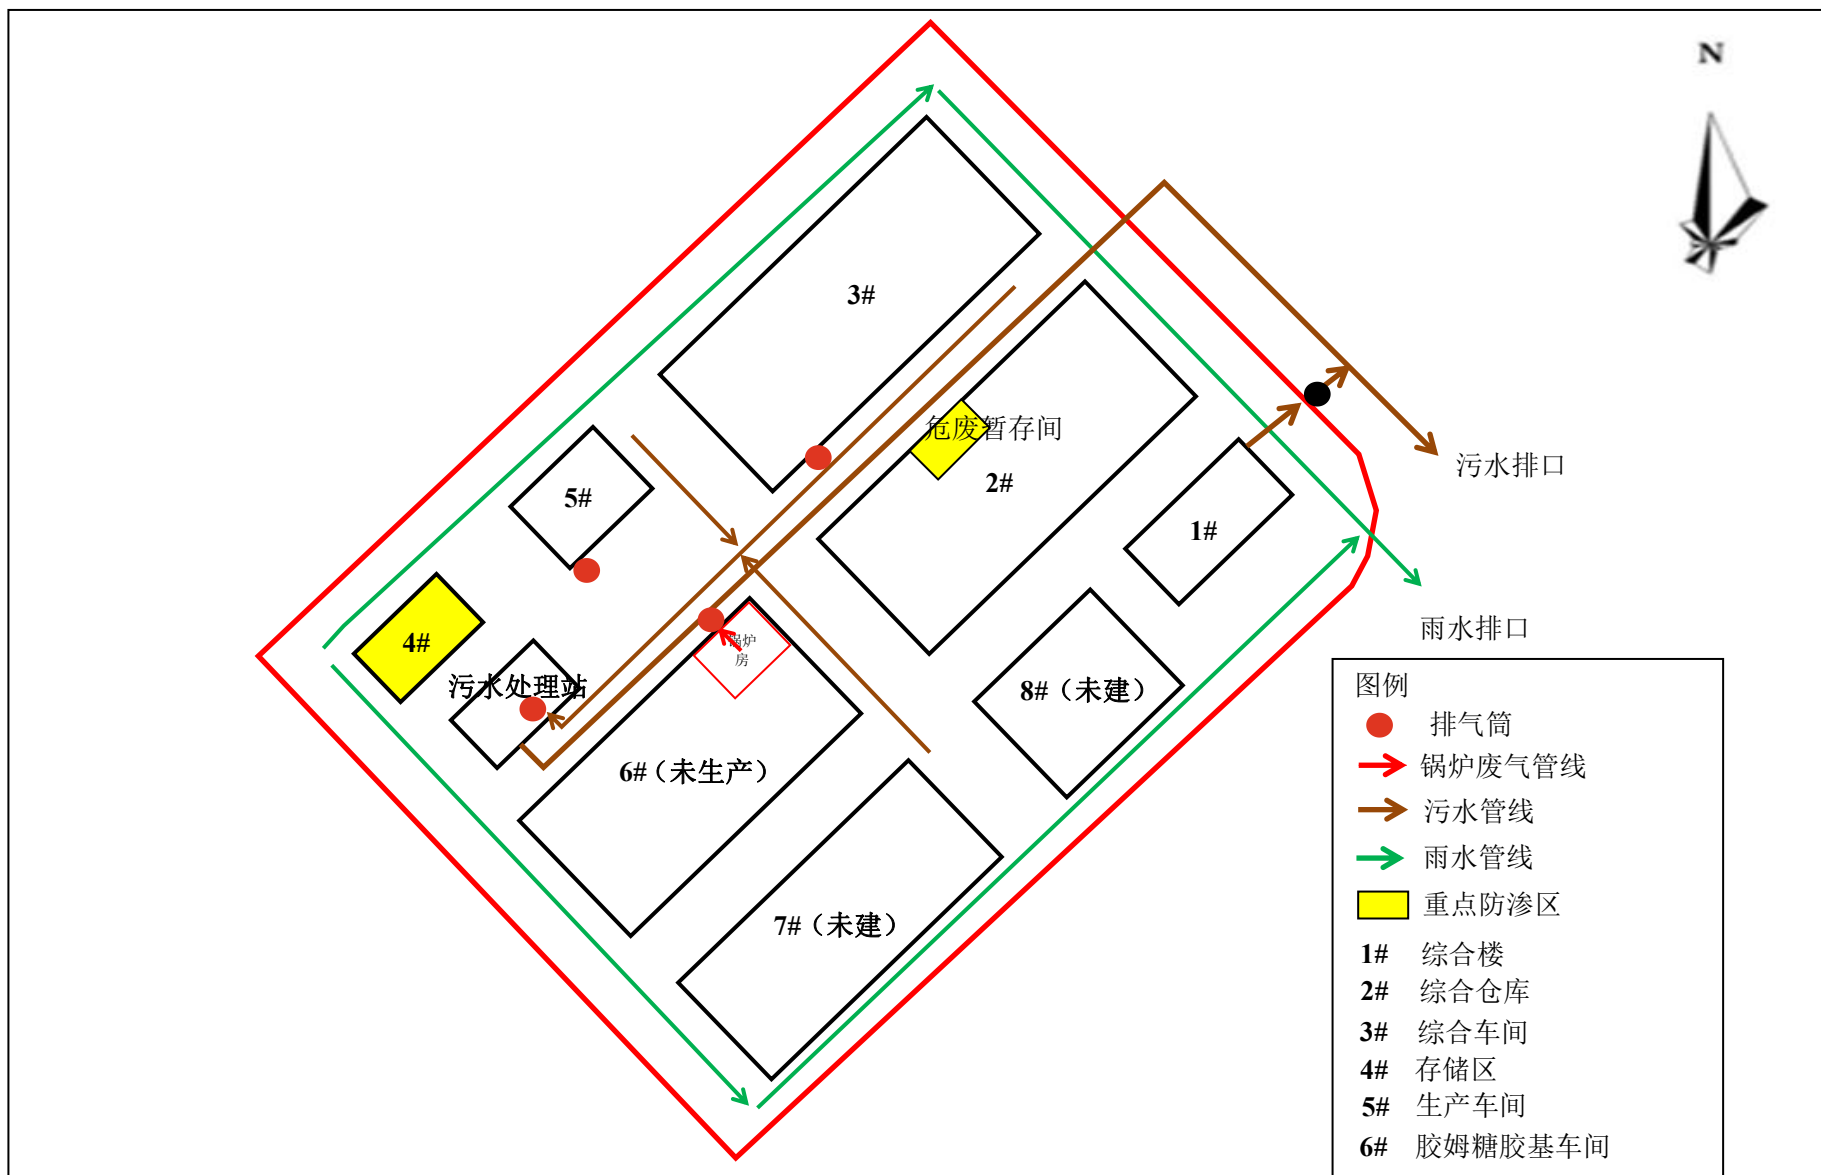 N
3#
危废暂存间
2#
污水排口
5#
1#
雨水排口
4#
锅炉
房
污水处理站
8#（未建）
6#（未生产）
7#（未建）
图例
排气筒
锅炉废气管线
污水管线
雨水管线
重点防渗区
1# 综合楼
2# 综合仓库
3# 综合车间
4# 存储区
5# 生产车间
6# 胶姆糖胶基车间